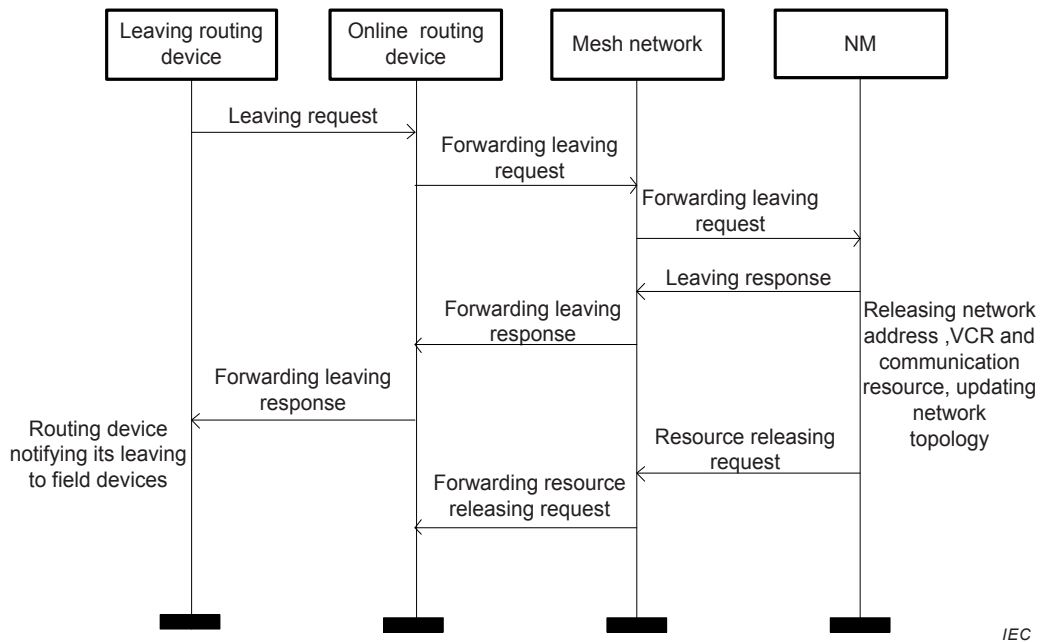 Leaving routing
device
Online routing
device
Mesh network
NM
Leaving request
Forwarding leaving
request
Forwarding leaving
request
Leaving response
Forwarding leaving
response
Releasing network
address ,VCR and
communication
resource, updating
network
topology
Forwarding leaving
response
Routing device
notifying its leaving
to field devices
Resource releasing
request
Forwarding resource
releasing request
IEC